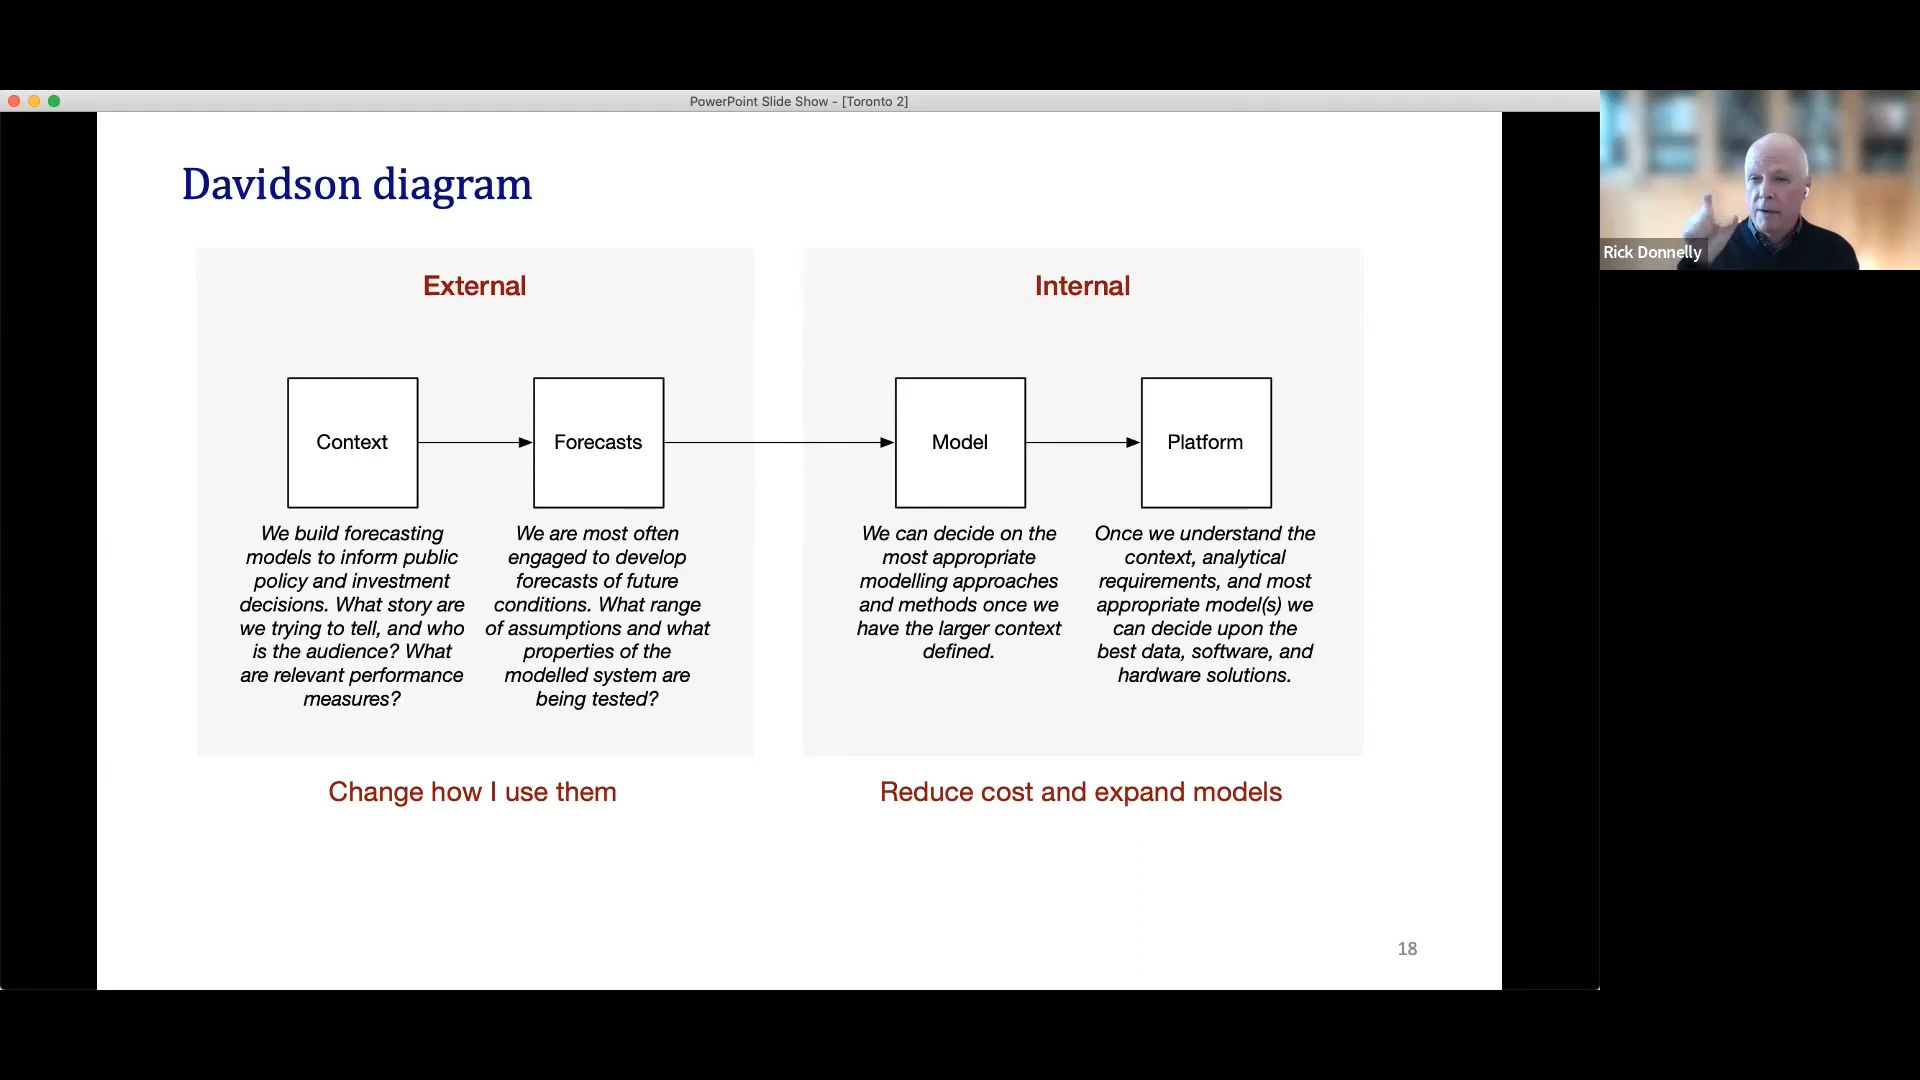 PowerPoint Slide Show - [Toronto 2]
Davidson diagram
External
Context
Forecasts
We build forecasting
models to inform public
policy and investment
decisions. What story are
we trying to tell, and who
is the audience? What
are relevant performance
measures?
We are most often
engaged to develop
forecasts of future
conditions. What range
of assumptions and what
properties of the
modelled system are
being tested?
Change how I use them
Internal
Model
Platform
We can decide on the
most appropriate
modelling approaches
and methods once we
have the larger context
defined.
Once we understand the
context, analytical
requirements, and most
appropriate model(s) we
can decide upon the
best data, software, and
hardware solutions.
Reduce cost and expand models
18
Rick Donnelly